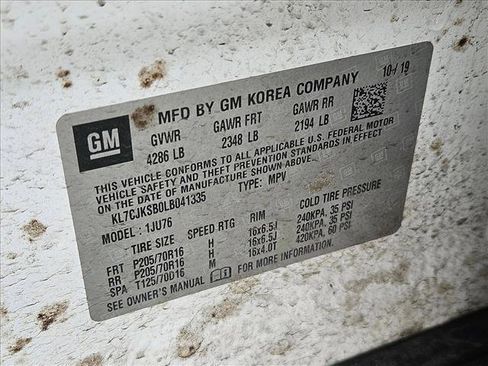 GM
MFD BY GM KOREA COMPANY 10/19
GVWR GAWR FRT GAWR RR
4286 LB 2348 LB 2194 LB
THIS VEHICLE CONFORMS TO ALL APPLICABLE U.S. FEDERAL MOTOR
VEHICLE SAFETY AND THEFT PREVENTION STANDARDS IN EFFECT
ON THE DATE OF MANUFACTURE SHOWN ABOVE.
KL7CJKSB0LB041335 TYPE: MPV
MODEL: 1JU76
TIRE SIZE SPEED RTG RIM COLD TIRE PRESSURE
FRT P205/70R16 H 16x6.5J 240KPA, 35 PSI
RR P205/70R16 H 16x6.5J 240KPA, 35 PSI
SPA T125/70D16 M 16x4.0T 420KPA, 60 PSI
SEE OWNER'S MANUAL FOR MORE INFORMATION.